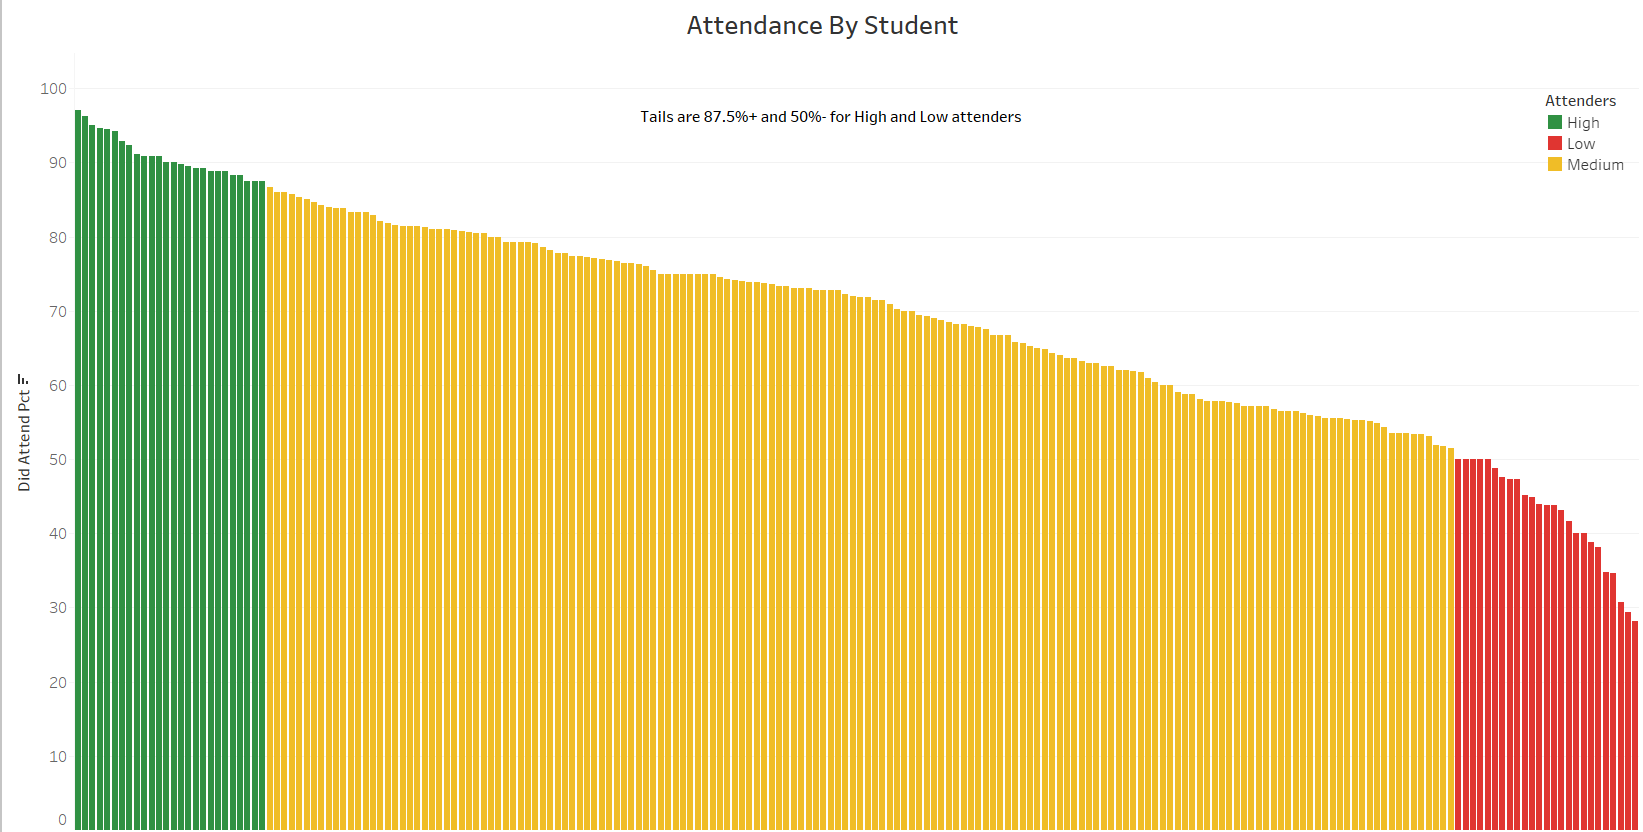 Attendance By Student
Tails are 87.5%+ and 50%- for High and Low attenders
Attenders
High
Low
Medium
Did Attend Pct
100
90
80
70
60
50
40
30
20
10
0